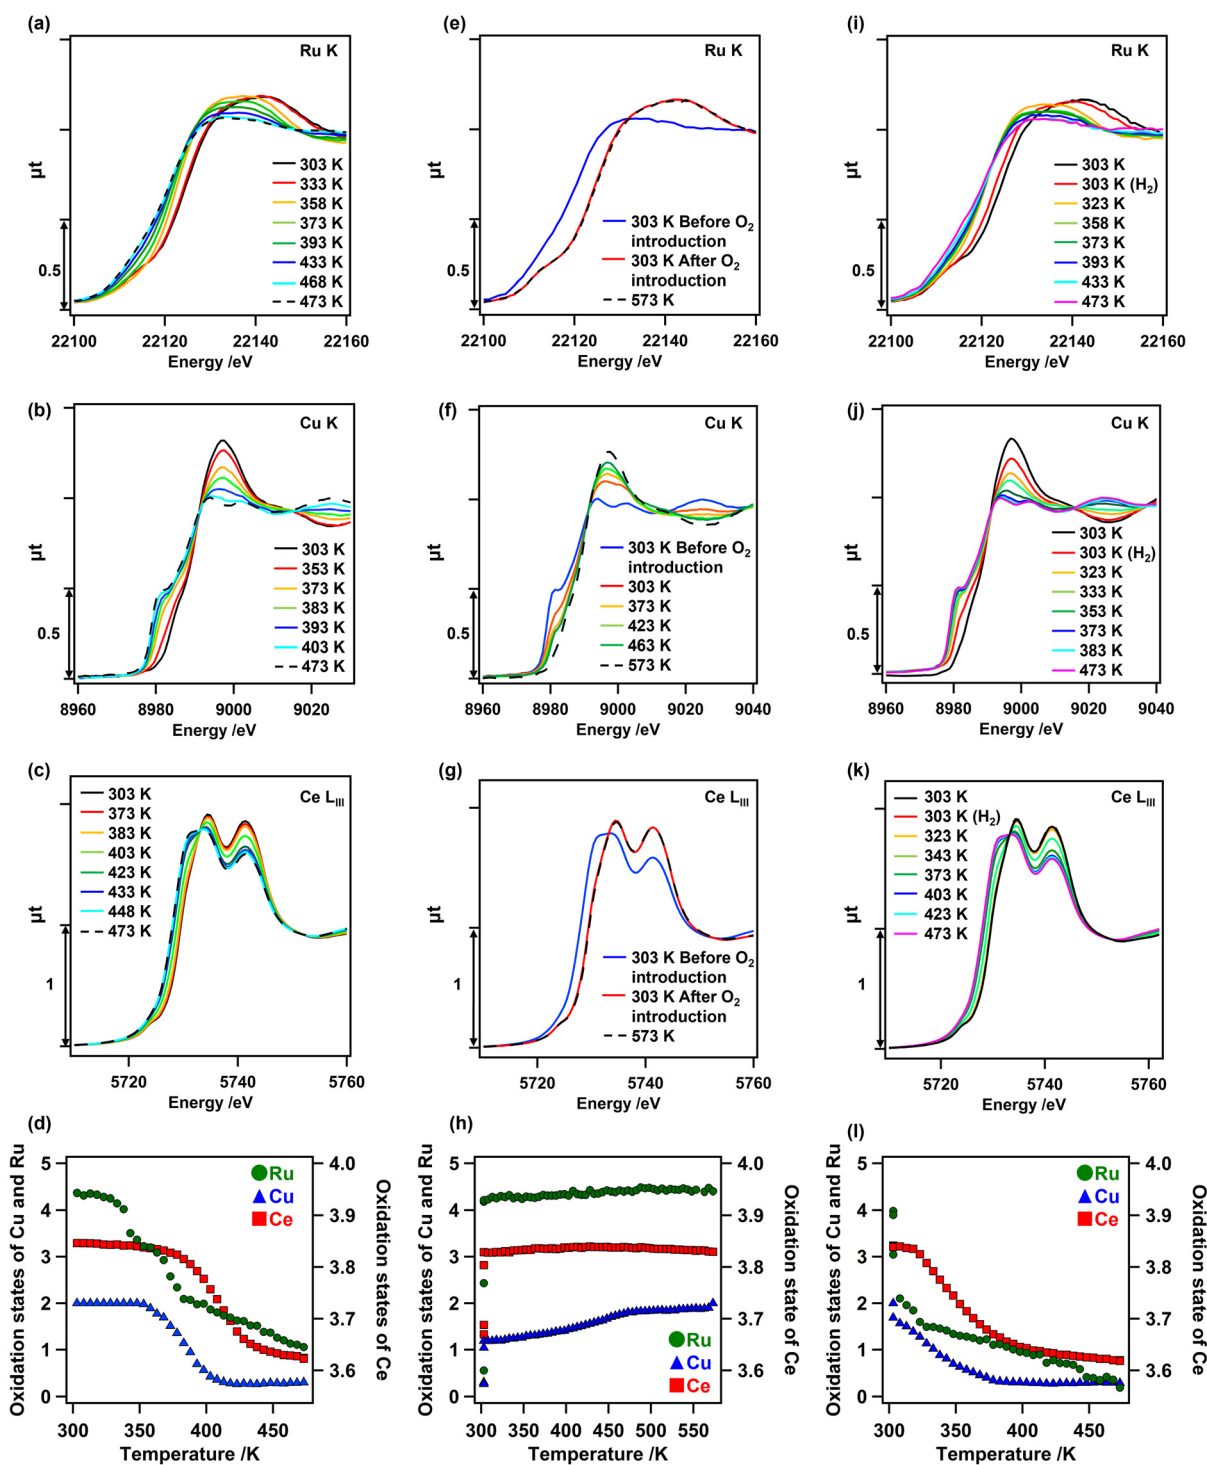 (a)
Ru K
μt
0.5
303 K
333 K
358 K
373 K
393 K
433 K
468 K
473 K
22100 22120 22140 22160
Energy /eV
(e)
Ru K
μt
0.5
303 K Before O2
introduction
303 K After O2
introduction
573 K
22100 22120 22140 22160
Energy /eV
(i)
Ru K
μt
0.5
303 K
303 K (H2)
323 K
358 K
373 K
393 K
433 K
473 K
22100 22120 22140 22160
Energy /eV
(b)
Cu K
μt
0.5
303 K
353 K
373 K
383 K
393 K
403 K
473 K
8960 8980 9000 9020
Energy /eV
(f)
Cu K
μt
0.5
303 K Before O2
introduction
303 K
373 K
423 K
463 K
573 K
8960 8980 9000 9020 9040
Energy /eV
(j)
Cu K
μt
0.5
303 K
303 K (H2)
323 K
333 K
353 K
373 K
383 K
473 K
8960 8980 9000 9020 9040
Energy /eV
(c)
Ce LIII
303 K
373 K
383 K
403 K
423 K
433 K
448 K
473 K
μt
1
5720 5740 5760
Energy /eV
(g)
Ce LIII
μt
1
303 K Before O2
introduction
303 K After O2
introduction
573 K
5720 5740 5760
Energy /eV
(k)
Ce LIII
303 K
303 K (H2)
323 K
343 K
373 K
403 K
423 K
473 K
μt
1
5720 5740 5760
Energy /eV
(d)
Oxidation states of Cu and Ru
5
4
3
2
1
0
Ru
Cu
Ce
4.0
3.9
3.8
3.7
3.6
Oxidation states of Ce
300 350 400 450
Temperature /K
(h)
Oxidation states of Cu and Ru
5
4
3
2
1
0
Ru
Cu
Ce
4.0
3.9
3.8
3.7
3.6
Oxidation state of Ce
300 350 400 450 500 550
Temperature /K
(l)
Oxidation states of Cu and Ru
5
4
3
2
1
0
Ru
Cu
Ce
4.0
3.9
3.8
3.7
3.6
Oxidation state of Ce
300 350 400 450
Temperature /K